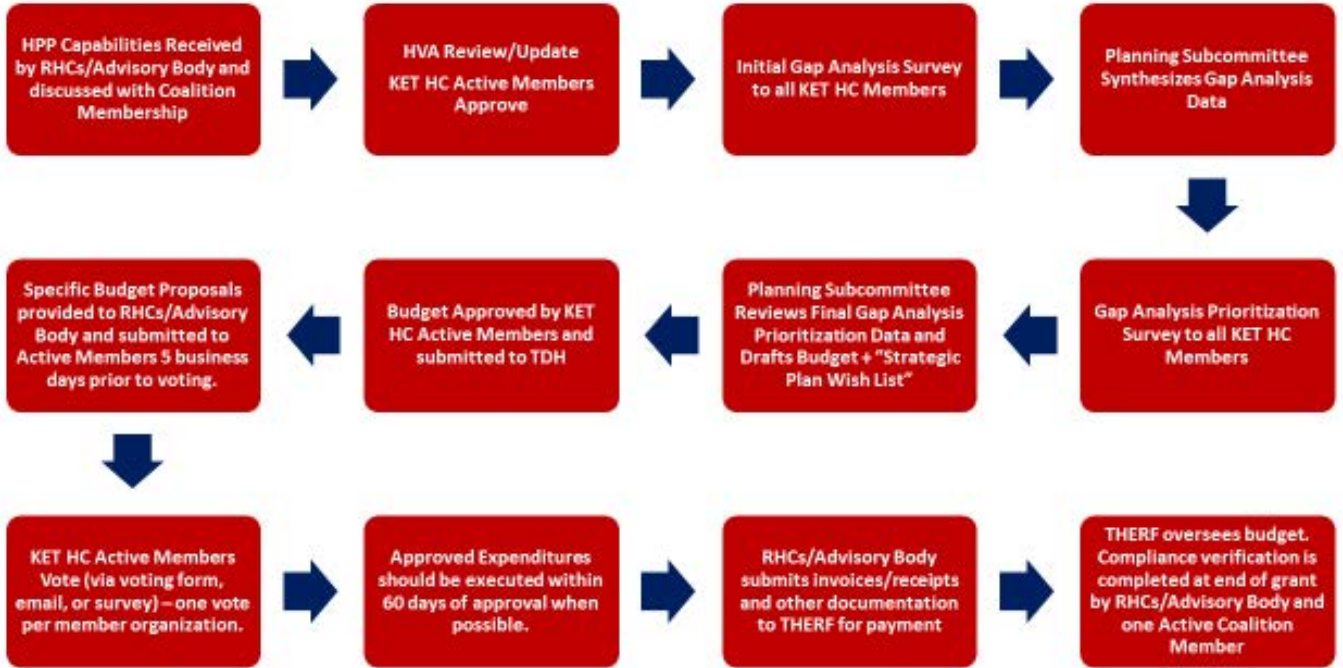 HPP Capabilities Received
by RHCs/Advisory Body and
discussed with Coalition
Membership
HVA Review/Update
KET HC Active Members
Approve
Initial Gap Analysis Survey
to all KET HC Members
Planning Subcommittee
Synthesizes Gap Analysis
Data
Gap Analysis Prioritization
Survey to all KET HC
Members
Planning Subcommittee
Reviews Final Gap Analysis
Prioritization Data and
Drafts Budget + "Strategic
Plan Wish List"
Budget Approved by KET
HC Active Members and
submitted to TDH
Specific Budget Proposals
provided to RHCs/Advisory
Body and submitted to
Active Members 5 business
days prior to voting.
KET HC Active Members
Vote (via voting form,
email, or survey) – one vote
per member organization.
Approved Expenditures
should be executed within
60 days of approval when
possible.
RHCs/Advisory Body
submits invoices/receipts
and other documentation
to THERF for payment
THERF oversees budget.
Compliance verification is
completed at end of grant
by RHCs/Advisory Body and
one Active Coalition
Member